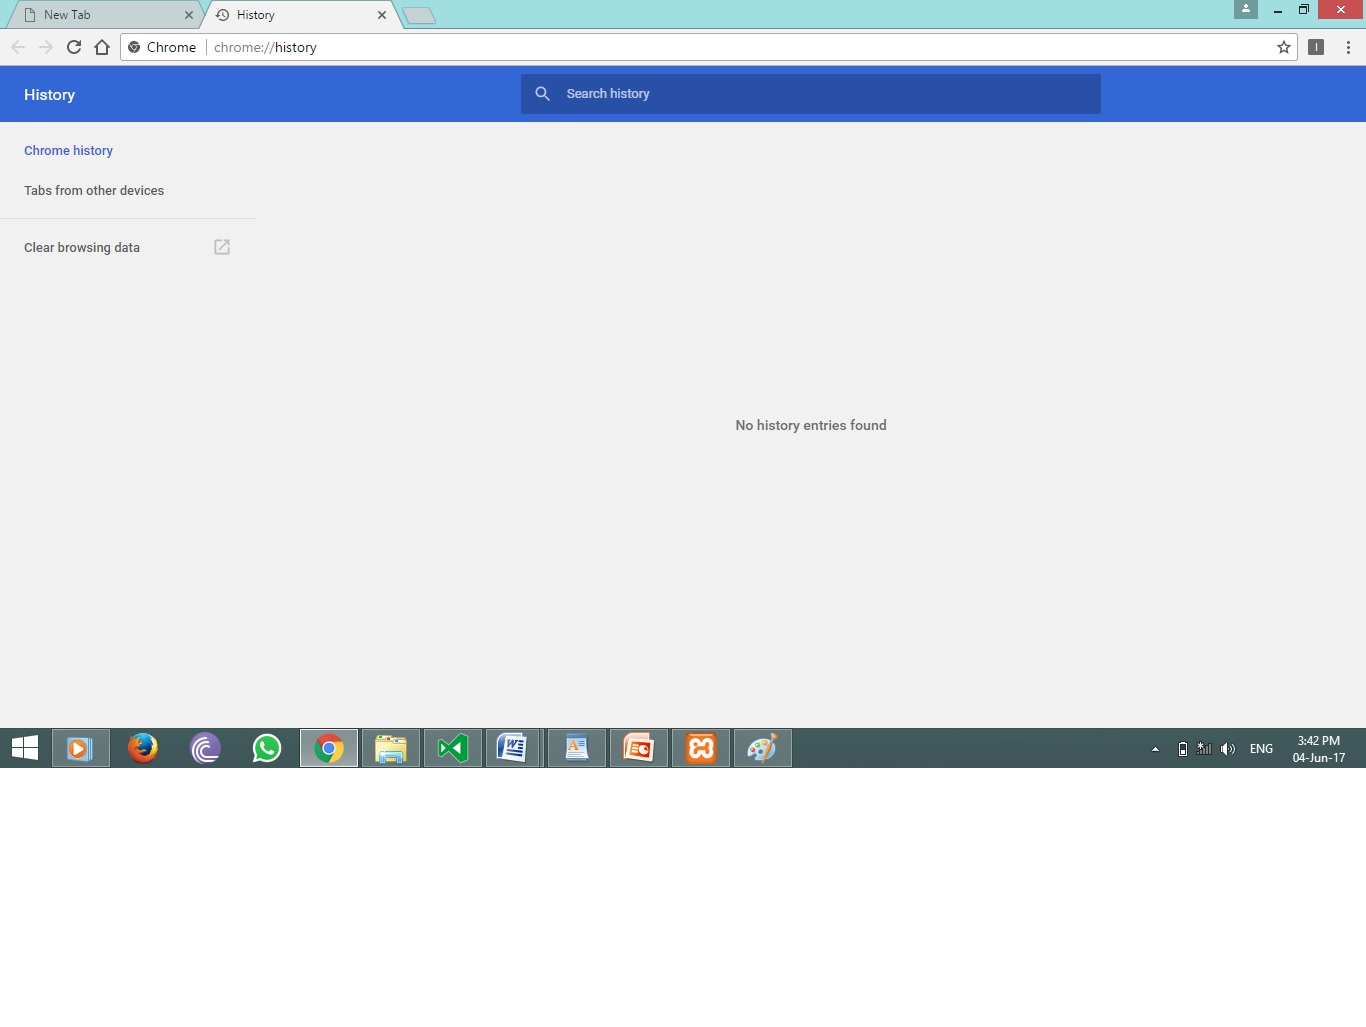 New Tab
History
Chrome
chrome://history
History
Search history
Chrome history
Tabs from other devices
Clear browsing data
No history entries found
ENG
3:42 PM
04-Jun-17